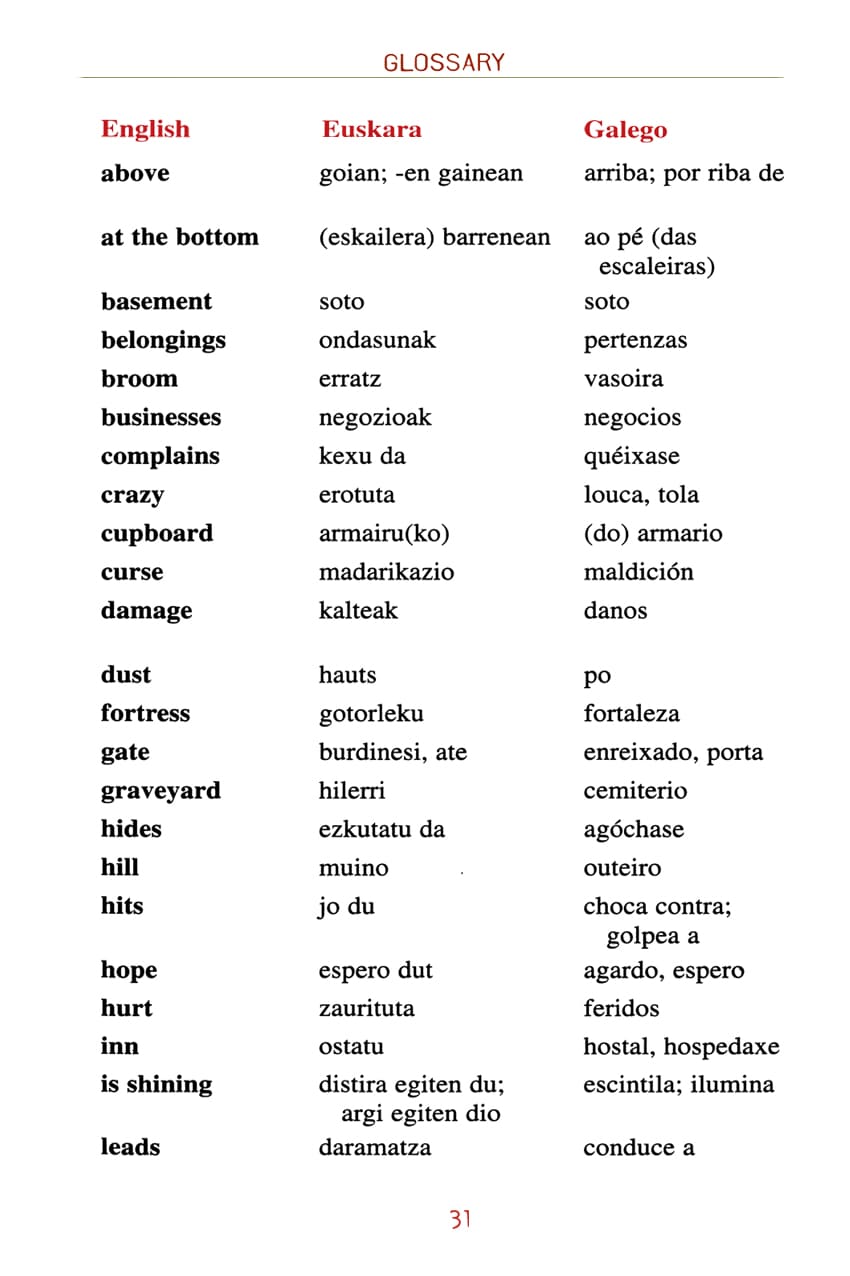 GLOSSARY
English Euskara Galego
above goian; -en gainean arriba; por riba de
at the bottom (eskailera) barrenean ao pé (das
escaleiras)
basement soto soto
belongings ondasunak pertenzas
broom erratz vasoira
businesses negozioak negocios
complains kexu da quéixase
crazy erotuta louca, tola
cupboard armairu(ko) (do) armario
curse madarikazio maldición
damage kalteak danos
dust hauts po
fortress gotorleku fortaleza
gate burdinesi, ate enreixado, porta
graveyard hilerri cemiterio
hides ezkutatu da agóchase
hill muino outeiro
hits jo du choca contra;
golpea a
hope espero dut agardo, espero
hurt zaurituta feridos
inn ostatu hostal, hospedaxe
is shining distira egiten du; escintila; ilumina
argi egiten dio
leads daramatza conduce a
31